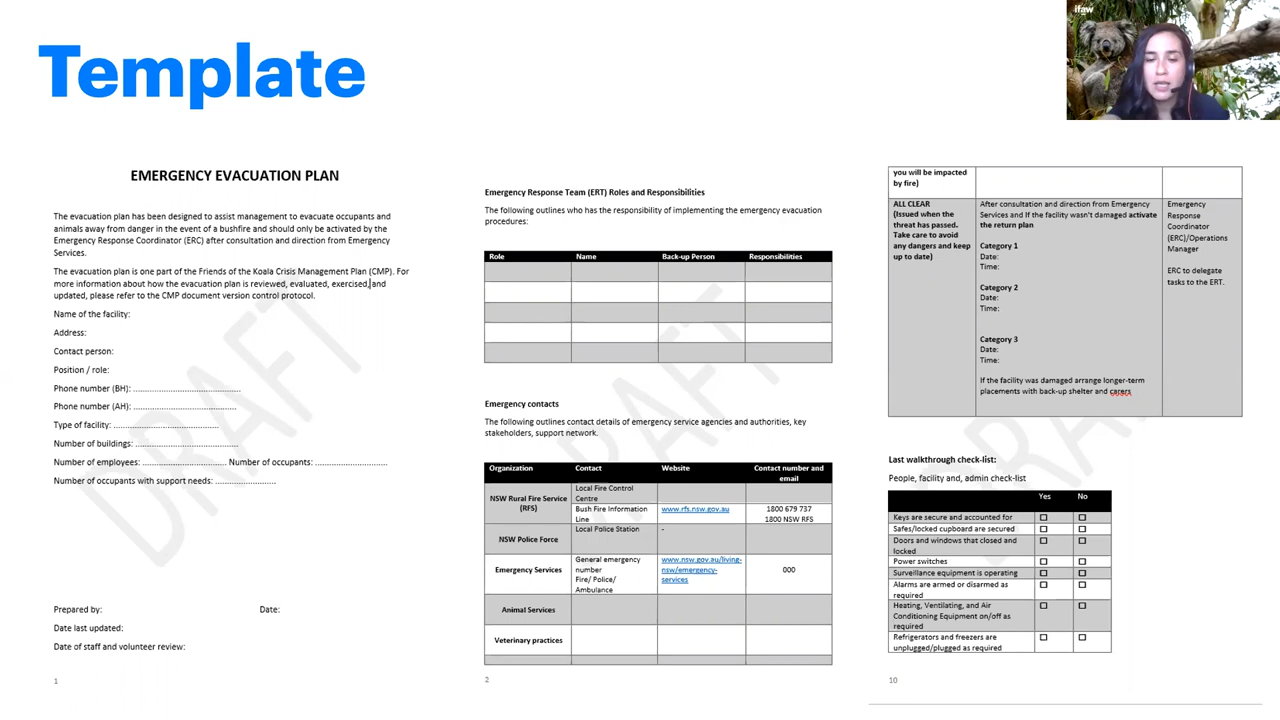 Template
ifaw
EMERGENCY EVACUATION PLAN
The evacuation plan has been designed to assist management to evacuate occupants and
animals away from danger in the event of a bushfire and should only be activated by the
Emergency Response Coordinator (ERC) after consultation and direction from Emergency
Services.
The evacuation plan is one part of the Friends of the Koala Crisis Management Plan (CMP). For
more information about how the evacuation plan is reviewed, evaluated, exercised, and
updated, please refer to the CMP document version control protocol.
Name of the facility:
Address:
Contact person:
Position / role:
Phone number (BH): ........................................
Phone number (AH): ......................................
Type of facility: ......................................
Number of buildings: ......................................
Number of employees: ............................... Number of occupants: ...........................
Number of occupants with support needs: ......................
Prepared by: Date:
Date last updated:
Date of staff and volunteer review:
DRAFT
1
Emergency Response Team (ERT) Roles and Responsibilities
The following outlines who has the responsibility of implementing the emergency evacuation
procedures:
Role Name Back-up Person Responsibilities
Emergency contacts
The following outlines contact details of emergency service agencies and authorities, key
stakeholders, support network.
Organization Contact Website Contact number and
email
NSW Rural Fire Service
(RFS)
Local Fire Control
Centre
Bush Fire Information
Line
www.rfs.nsw.gov.au
1800 679 737
1800 NSW RFS
NSW Police Force
Local Police Station
-
Emergency Services
General emergency
number
Fire/ Police/
Ambulance
www.nsw.gov.au/living-
nsw/emergency-
services
000
Animal Services
Veterinary practices
DRAFT
2
you will be impacted
by fire)
ALL CLEAR
(Issued when the
threat has passed.
Take care to avoid
any dangers and keep
up to date)
After consultation and direction from Emergency
Services and If the facility wasn't damaged activate
the return plan
Category 1
Date:
Time:
Category 2
Date:
Time:
Category 3
Date:
Time:
If the facility was damaged arrange longer-term
placements with back-up shelter and carers
Emergency
Response
Coordinator
(ERC)/Operations
Manager
ERC to delegate
tasks to the ERT.
Last walkthrough check-list:
People, facility and, admin check-list
Yes No
Keys are secure and accounted for
Safes/locked cupboard are secured
Doors and windows that closed and
locked
Power switches
Surveillance equipment is operating
Alarms are armed or disarmed as
required
Heating, Ventilating, and Air
Conditioning Equipment on/off as
required
Refrigerators and freezers are
unplugged/plugged as required
DRAFT
10